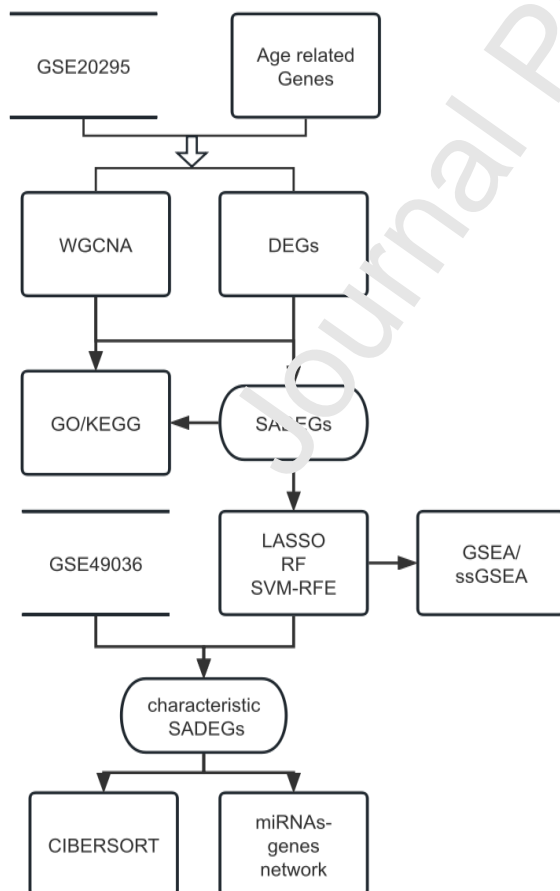 GSE20295
Age related
Genes
WGCNA
DEGs
GO/KEGG
SADEGs
GSE49036
LASSO
RF
SVM-RFE
GSEA/
ssGSEA
characteristic
SADEGs
CIBERSORT
miRNAs-
genes
network
Journal P